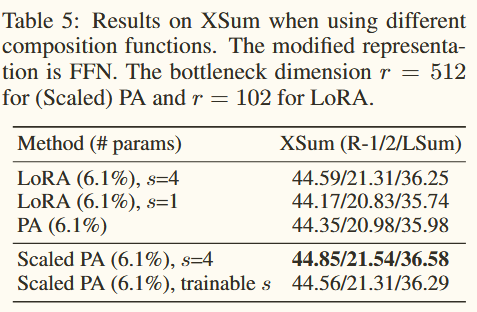 Table 5: Results on XSum when using different
composition functions. The modified representa-
tion is FFN. The bottleneck dimension r = 512
for (Scaled) PA and r = 102 for LoRA.
Method (# params) XSum (R-1/2/LSum)
LoRA (6.1%), s=4 44.59/21.31/36.25
LoRA (6.1%), s=1 44.17/20.83/35.74
PA (6.1%) 44.35/20.98/35.98
Scaled PA (6.1%), s=4 44.85/21.54/36.58
Scaled PA (6.1%), trainable s 44.56/21.31/36.29